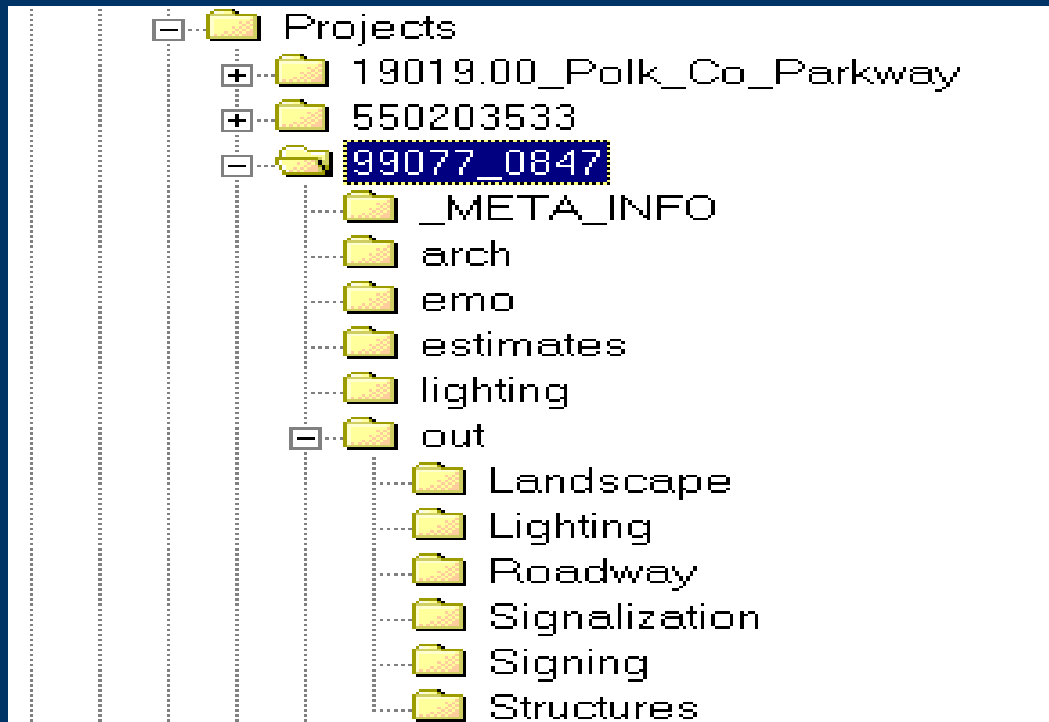 Projects
19019.00_Polk_Co_Parkway
550203533
99077_0847
_META_INFO
arch
emo
estimates
lighting
out
Landscape
Lighting
Roadway
Signalization
Signing
Structures